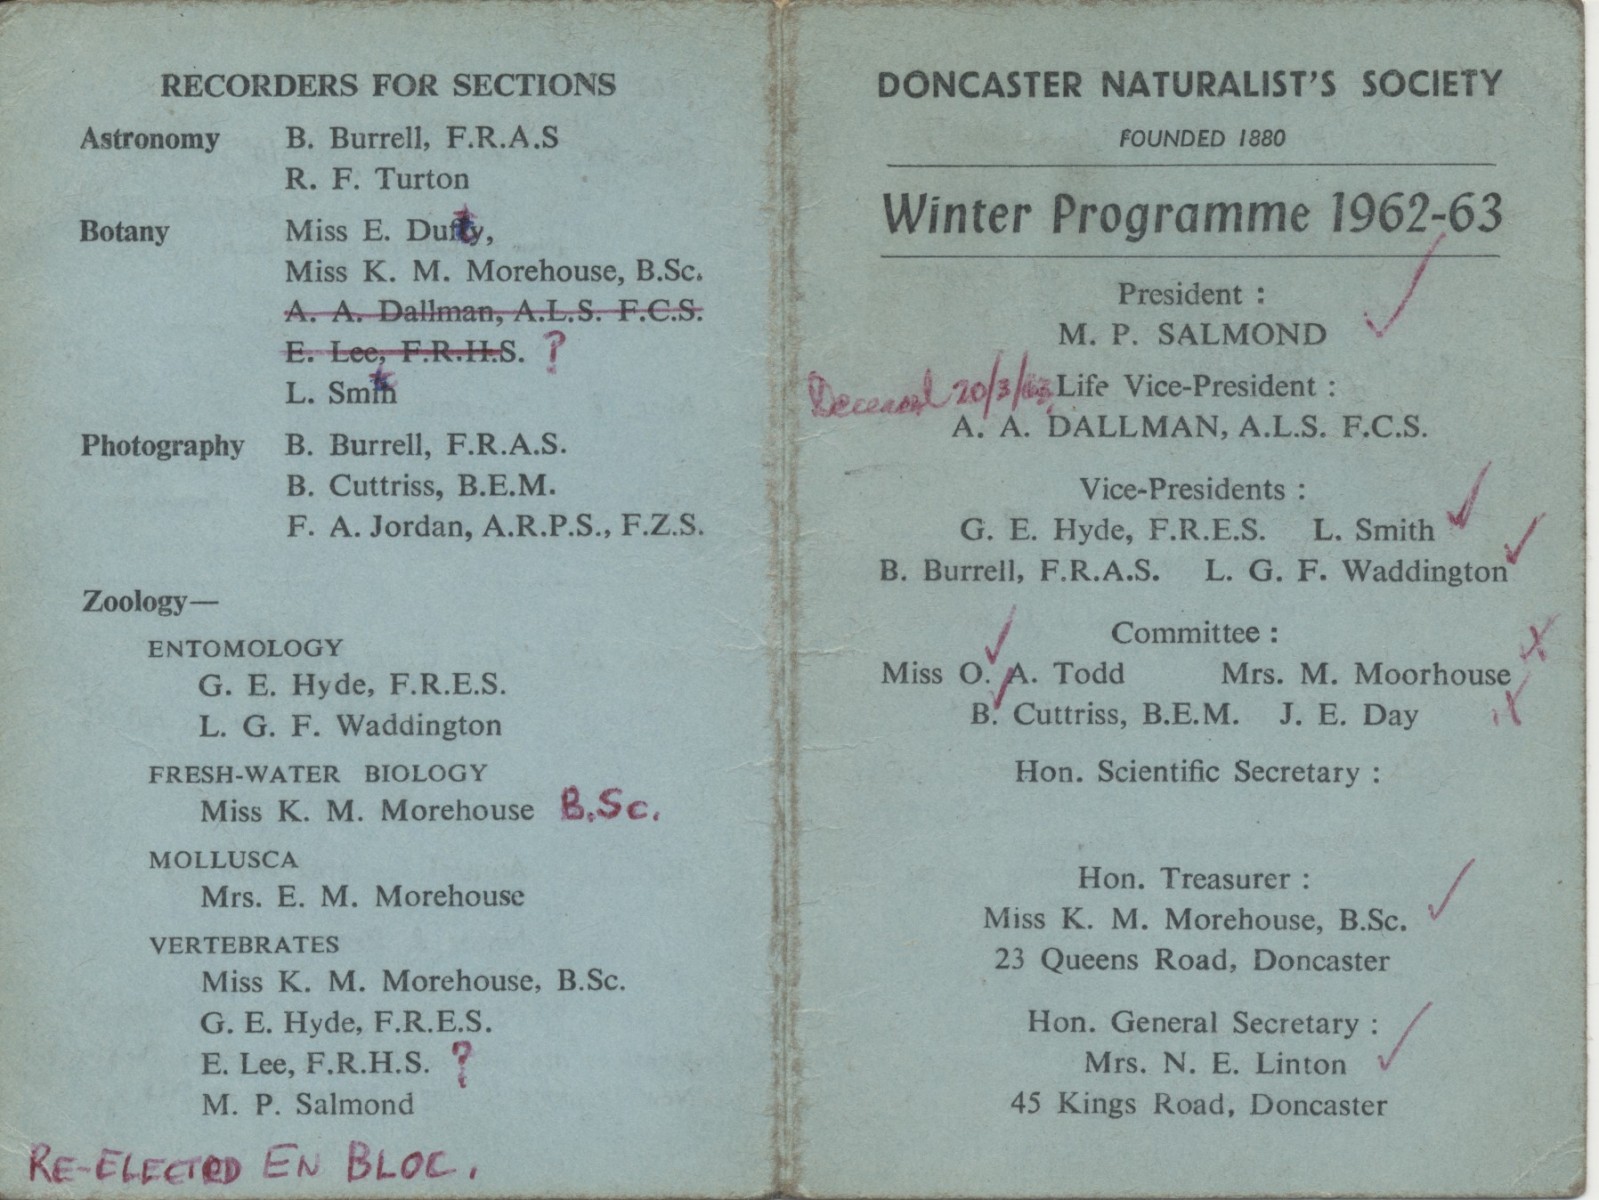 RECORDERS FOR SECTIONS
Astronomy B. Burrell, F.R.A.S
R. F. Turton
Botany Miss E. Duffy,
Miss K. M. Morehouse, B.Sc.
A. A. Dallman, A.L.S. F.C.S.
E. Lee, F.R.H.S. ?
L. Smith
Photography B. Burrell, F.R.A.S.
B. Cuttriss, B.E.M.
F. A. Jordan, A.R.P.S., F.Z.S.
Zoology—
ENTOMOLOGY
G. E. Hyde, F.R.E.S.
L. G. F. Waddington
FRESH-WATER BIOLOGY
Miss K. M. Morehouse B.Sc.
MOLLUSCA
Mrs. E. M. Morehouse
VERTEBRATES
Miss K. M. Morehouse, B.Sc.
G. E. Hyde, F.R.E.S.
E. Lee, F.R.H.S. ?
M. P. Salmond
RE-ELECTED EN BLOC.
DONCASTER NATURALIST'S SOCIETY
FOUNDED 1880
Winter Programme 1962-63
President :
M. P. SALMOND
Deceased 20/3/63 Life Vice-President :
A. A. DALLMAN, A.L.S. F.C.S.
Vice-Presidents :
G. E. Hyde, F.R.E.S. L. Smith
B. Burrell, F.R.A.S. L. G. F. Waddington
Committee :
Miss O. A. Todd Mrs. M. Moorhouse
B. Cuttriss, B.E.M. J. E. Day
Hon. Scientific Secretary :
Hon. Treasurer :
Miss K. M. Morehouse, B.Sc.
23 Queens Road, Doncaster
Hon. General Secretary :
Mrs. N. E. Linton
45 Kings Road, Doncaster